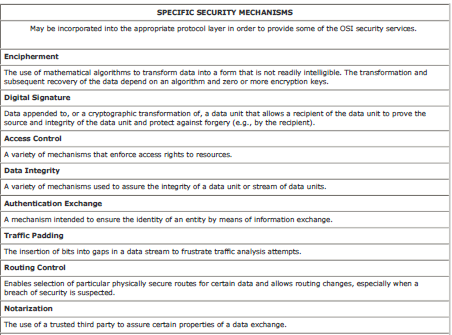 SPECIFIC SECURITY MECHANISMS
May be incorporated into the appropriate protocol layer in order to provide some of the OSI security services.
Encipherment
The use of mathematical algorithms to transform data into a form that is not readily intelligible. The transformation and
subsequent recovery of the data depend on an algorithm and zero or more encryption keys.
Digital Signature
Data appended to, or a cryptographic transformation of, a data unit that allows a recipient of the data unit to prove the
source and integrity of the data unit and protect against forgery (e.g., by the recipient).
Access Control
A variety of mechanisms that enforce access rights to resources.
Data Integrity
A variety of mechanisms used to assure the integrity of a data unit or stream of data units.
Authentication Exchange
A mechanism intended to ensure the identity of an entity by means of information exchange.
Traffic Padding
The insertion of bits into gaps in a data stream to frustrate traffic analysis attempts.
Routing Control
Enables selection of particular physically secure routes for certain data and allows routing changes, especially when a
breach of security is suspected.
Notarization
The use of a trusted third party to assure certain properties of a data exchange.